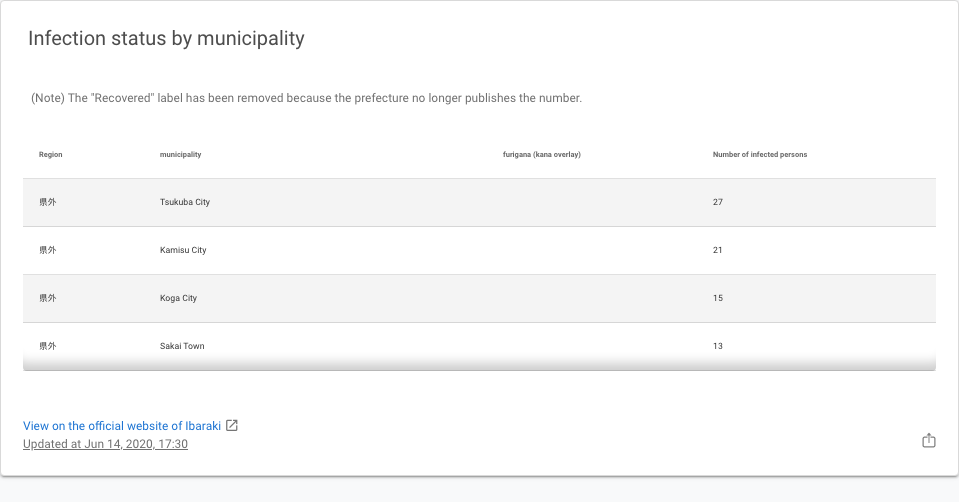 Infection status by municipality
(Note) The "Recovered" label has been removed because the prefecture no longer publishes the number.
Region municipality furigana (kana overlay) Number of infected persons
県外 Tsukuba City 27
県外 Kamisu City 21
県外 Koga City 15
県外 Sakai Town 13
View on the official website of Ibaraki
Updated at Jun 14, 2020, 17:30